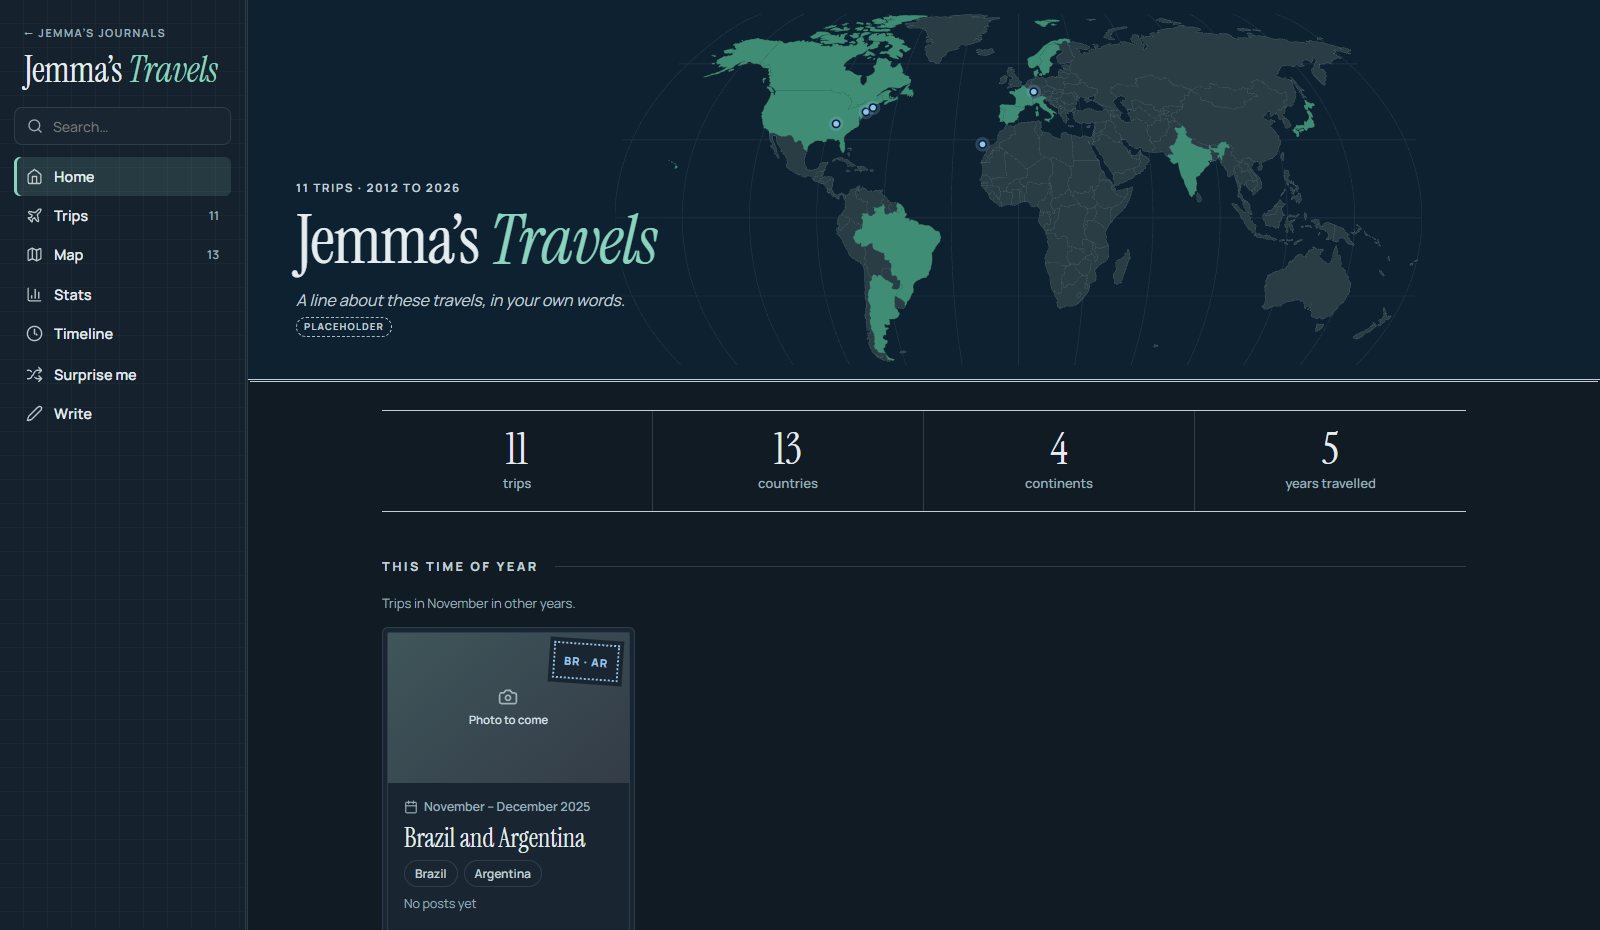 ← JEMMA'S JOURNALS
Jemma's Travels
Search...
Home
Trips 11
Map 13
Stats
Timeline
Surprise me
Write
11 TRIPS · 2012 TO 2026
Jemma's Travels
A line about these travels, in your own words.
PLACEHOLDER
11
trips
13
countries
4
continents
5
years travelled
THIS TIME OF YEAR
Trips in November in other years.
BR · AR
Photo to come
November – December 2025
Brazil and Argentina
Brazil Argentina
No posts yet